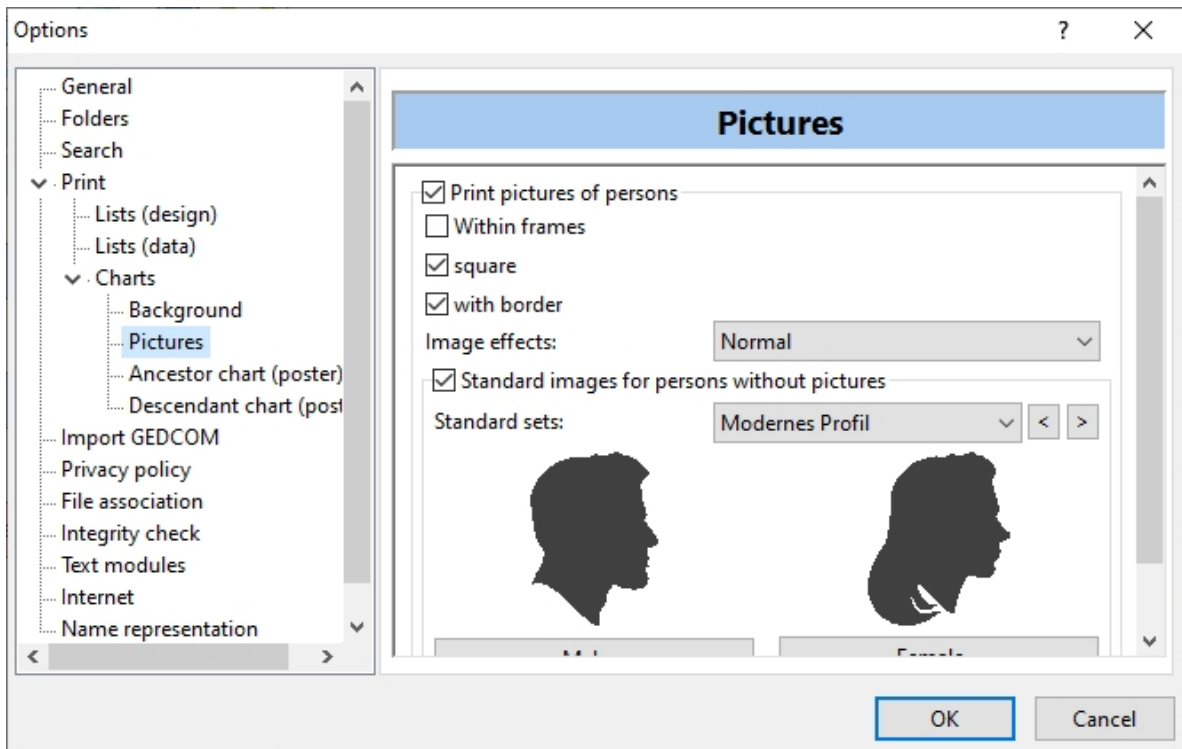 Options
?
General
Folders
Search
Print
Lists (design)
Lists (data)
Charts
Background
Pictures
Ancestor chart (poster)
Descendant chart (post
Import GEDCOM
Privacy policy
File association
Integrity check
Text modules
Internet
Name representation
Pictures
Print pictures of persons
Within frames
square
with border
Image effects: Normal
Standard images for persons without pictures
Standard sets: Modernes Profil < >
OK Cancel